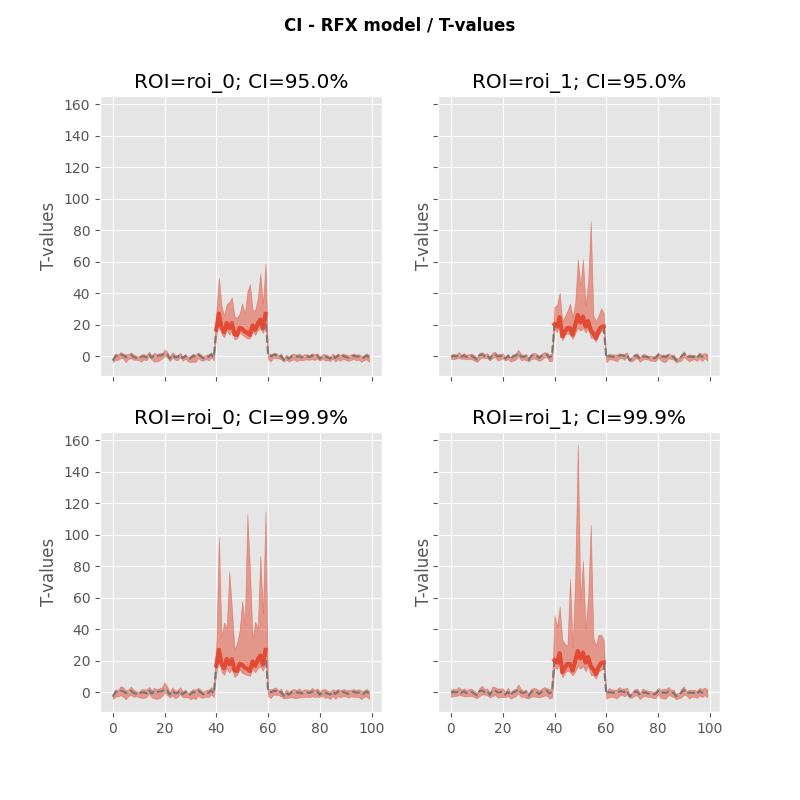 CI - RFX model / T-values
ROI=roi_0; CI=95.0%
ROI=roi_1; CI=95.0%
160
140
120
100
80
60
40
20
0
T-values
T-values
ROI=roi_0; CI=99.9%
ROI=roi_1; CI=99.9%
160
140
120
100
80
60
40
20
0
T-values
T-values
0 20 40 60 80 100
0 20 40 60 80 100